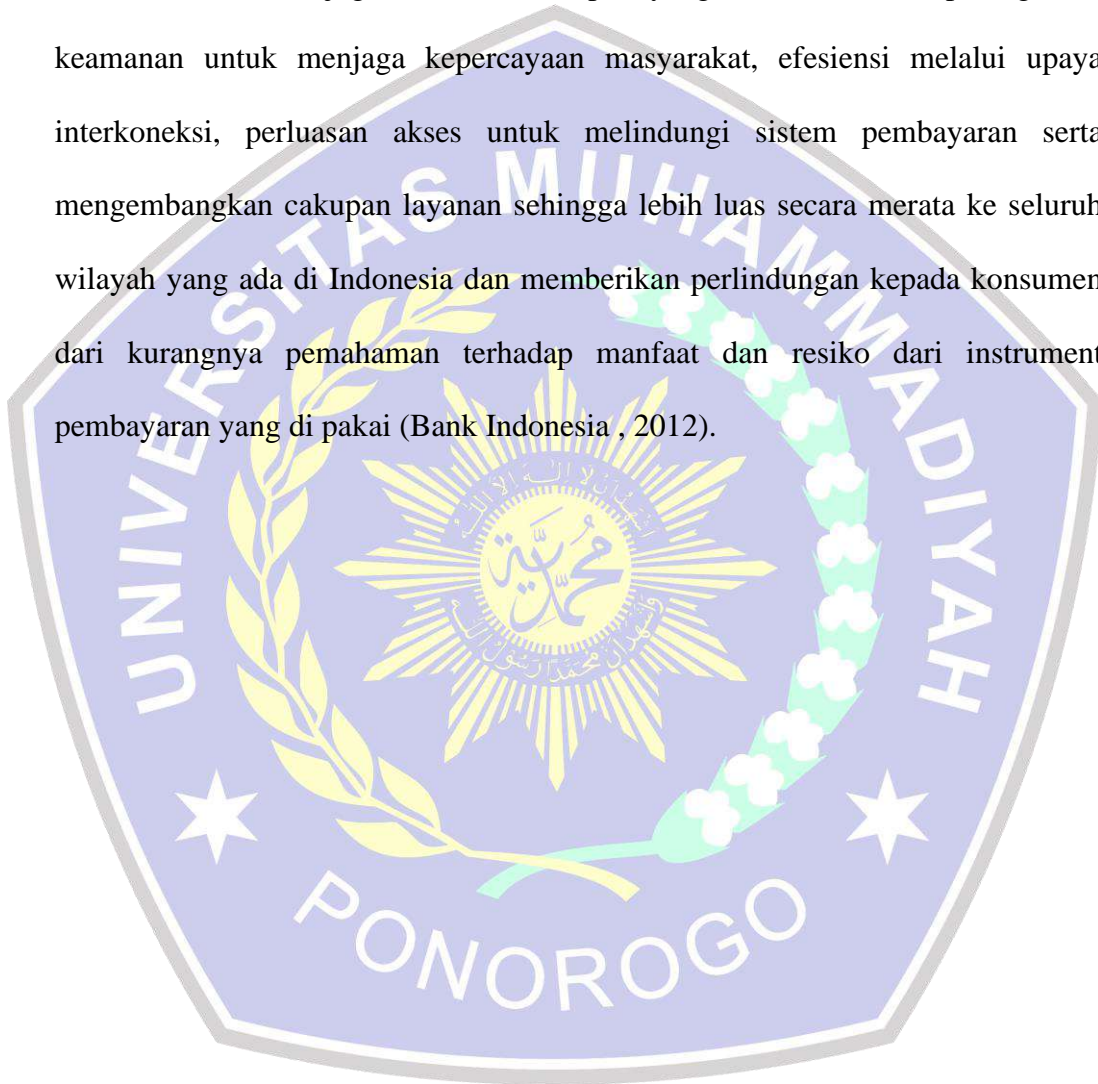 keamanan untuk menjaga kepercayaan masyarakat, efesiensi melalui upaya
interkoneksi, perluasan akses untuk melindungi sistem pembayaran serta
mengembangkan cakupan layanan sehingga lebih luas secara merata ke seluruh
wilayah yang ada di Indonesia dan memberikan perlindungan kepada konsumen
dari kurangnya pemahaman terhadap manfaat dan resiko dari instrument
pembayaran yang di pakai (Bank Indonesia , 2012).
UNIVERSITAS MUHAMMADIYAH
محمدية
PONOROGO